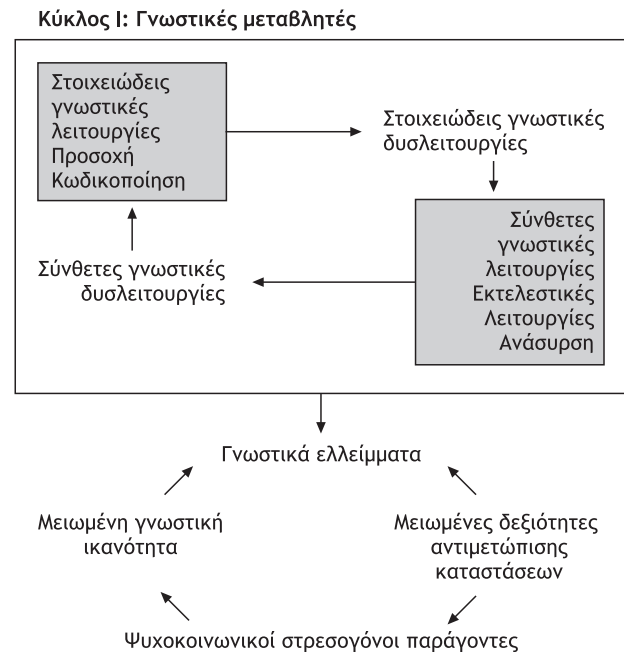 Κύκλος I: Γνωστικές μεταβλητές
Στοιχειώδεις
γνωστικές
λειτουργίες
Προσοχή
Κωδικοποίηση
Στοιχειώδεις γνωστικές
δυσλειτουργίες
Σύνθετες
γνωστικές
λειτουργίες
Εκτελεστικές
Λειτουργίες
Ανάσυρση
Σύνθετες γνωστικές
δυσλειτουργίες
Γνωστικά ελλείμματα
Μειωμένη γνωστική
ικανότητα
Μειωμένες δεξιότητες
αντιμετώπισης
καταστάσεων
Ψυχοκοινωνικοί στρεσογόνοι παράγοντες